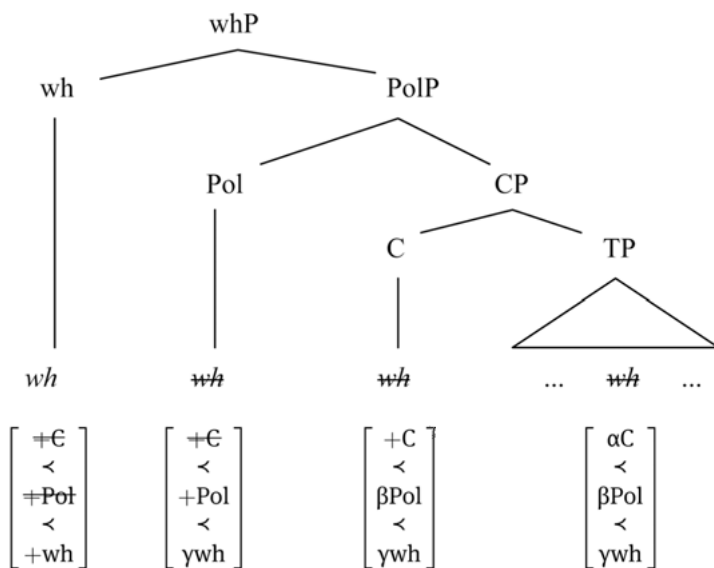 whP
wh PolP
Pol CP
C TP
wh wh wh ... wh ...
+C +C +C αC
≺ ≺ ≺ ≺
+Pol +Pol βPol βPol
≺ ≺ ≺ ≺
+wh γwh γwh γwh